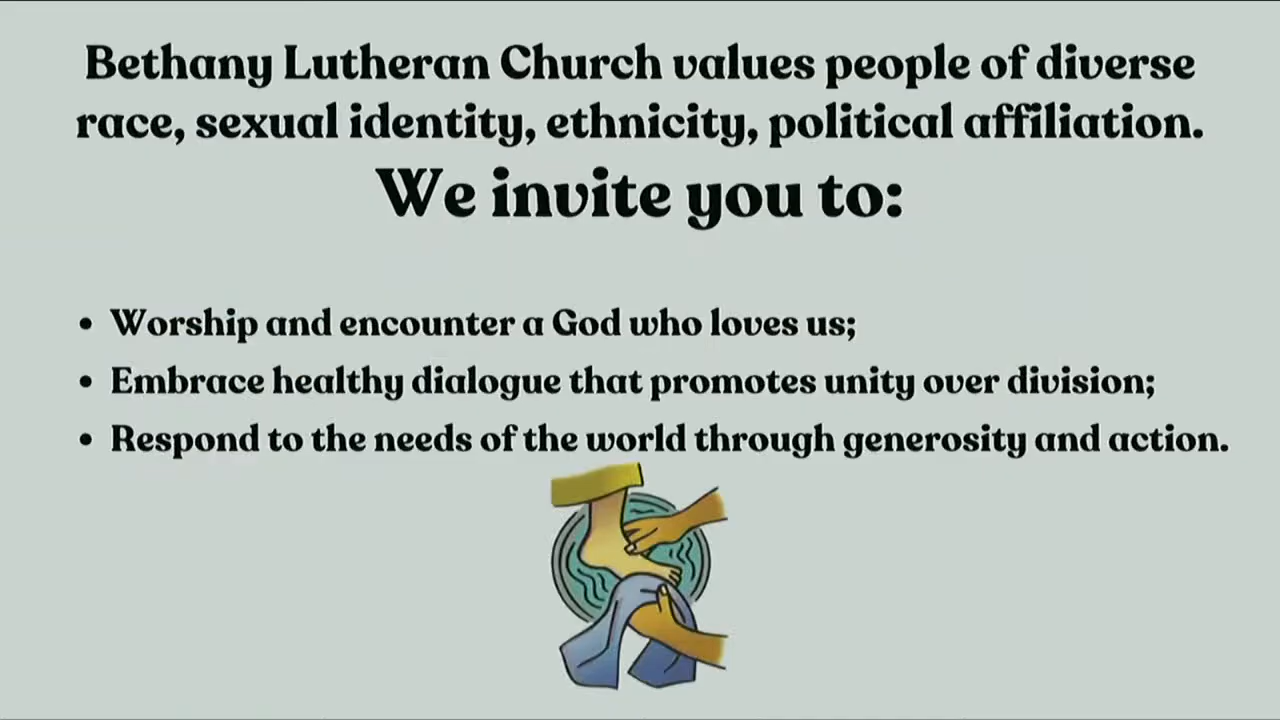 Bethany Lutheran Church values people of diverse
race, sexual identity, ethnicity, political affiliation.
We invite you to:
• Worship and encounter a God who loves us;
• Embrace healthy dialogue that promotes unity over division;
• Respond to the needs of the world through generosity and action.